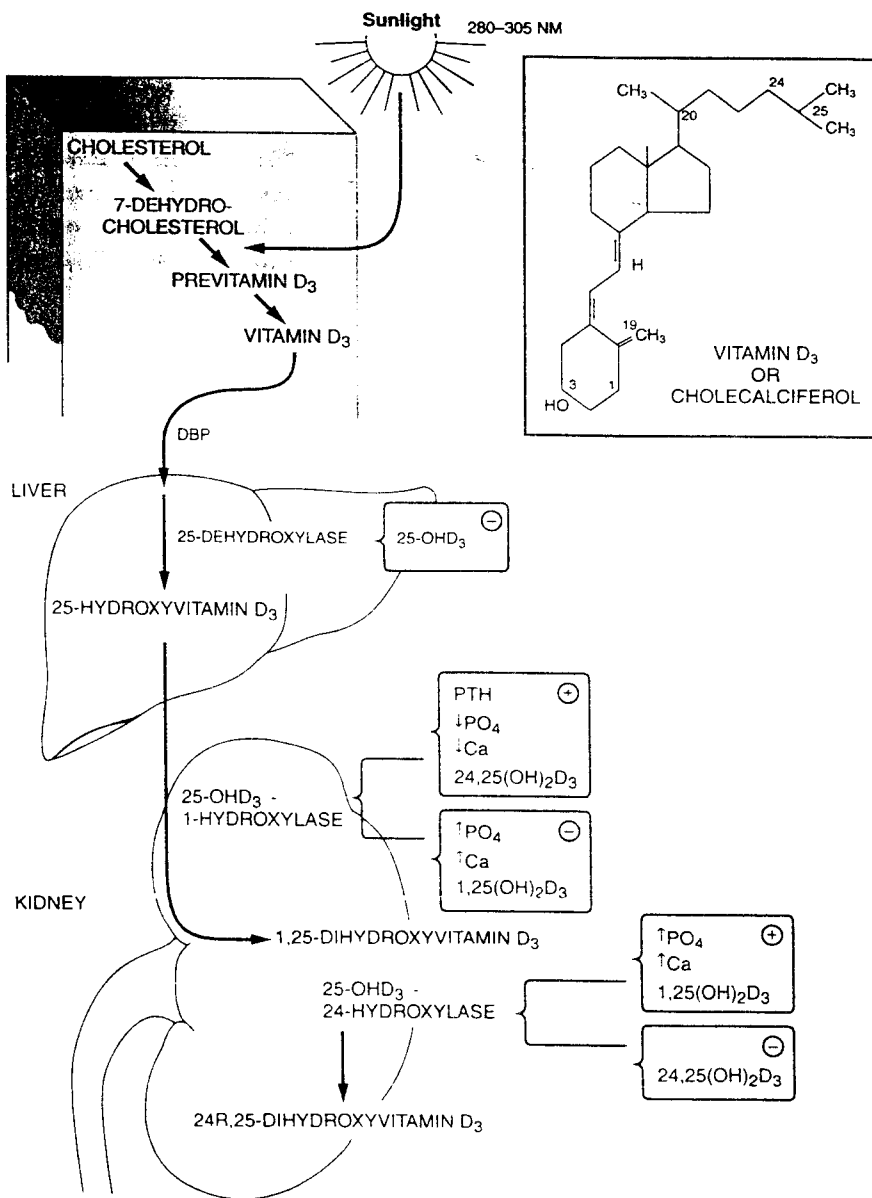 Sunlight
280–305 NM
CHOLESTEROL
7-DEHYDRO-
CHOLESTEROL
PREVITAMIN D₃
VITAMIN D₃
DBP
CH₃
24
20
25
CH₃
CH₃
H
19
CH₃
3
1
HO
VITAMIN D₃
OR
CHOLECALCIFEROL
LIVER
25-DEHYDROXYLASE
25-OHD₃
⊖
25-HYDROXYVITAMIN D₃
PTH
⊕
↓PO₄
↓Ca
24,25(OH)₂D₃
25-OHD₃ -
1-HYDROXYLASE
↑PO₄
⊖
↑Ca
1,25(OH)₂D₃
KIDNEY
1,25-DIHYDROXYVITAMIN D₃
25-OHD₃ -
24-HYDROXYLASE
↑PO₄
⊕
↑Ca
1,25(OH)₂D₃
⊖
24,25(OH)₂D₃
24R,25-DIHYDROXYVITAMIN D₃